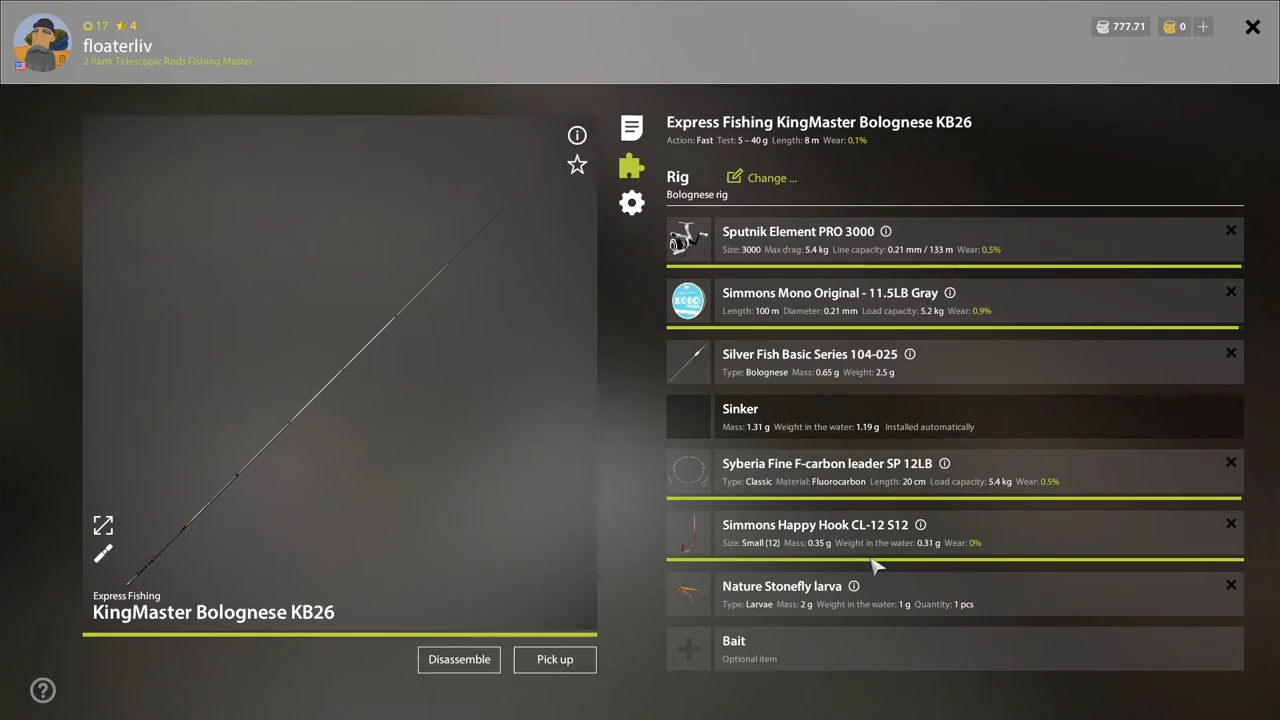 17 4
777.71
0
floaterliv
2 Rank Telescopic Rods Fishing Master
Express Fishing KingMaster Bolognese KB26
Action: Fast Test: 5 – 40 g Length: 8 m Wear: 0.1%
Rig
Change ...
Bolognese rig
Sputnik Element PRO 3000
Size: 3000 Max drag: 5.4 kg Line capacity: 0.21 mm / 133 m Wear: 0.5%
Simmons Mono Original - 11.5LB Gray
Length: 100 m Diameter: 0.21 mm Load capacity: 5.2 kg Wear: 0.9%
Silver Fish Basic Series 104-025
Type: Bolognese Mass: 0.65 g Weight: 2.5 g
Sinker
Mass: 1.31 g Weight in the water: 1.19 g Installed automatically
Syberia Fine F-carbon leader SP 12LB
Type: Classic Material: Fluorocarbon Length: 20 cm Load capacity: 5.4 kg Wear: 0.5%
Simmons Happy Hook CL-12 S12
Size: Small (12) Mass: 0.35 g Weight in the water: 0.31 g Wear: 0%
Nature Stonefly larva
Type: Larvae Mass: 2 g Weight in the water: 1 g Quantity: 1 pcs
Bait
Optional item
Express Fishing
KingMaster Bolognese KB26
Disassemble
Pick up
?